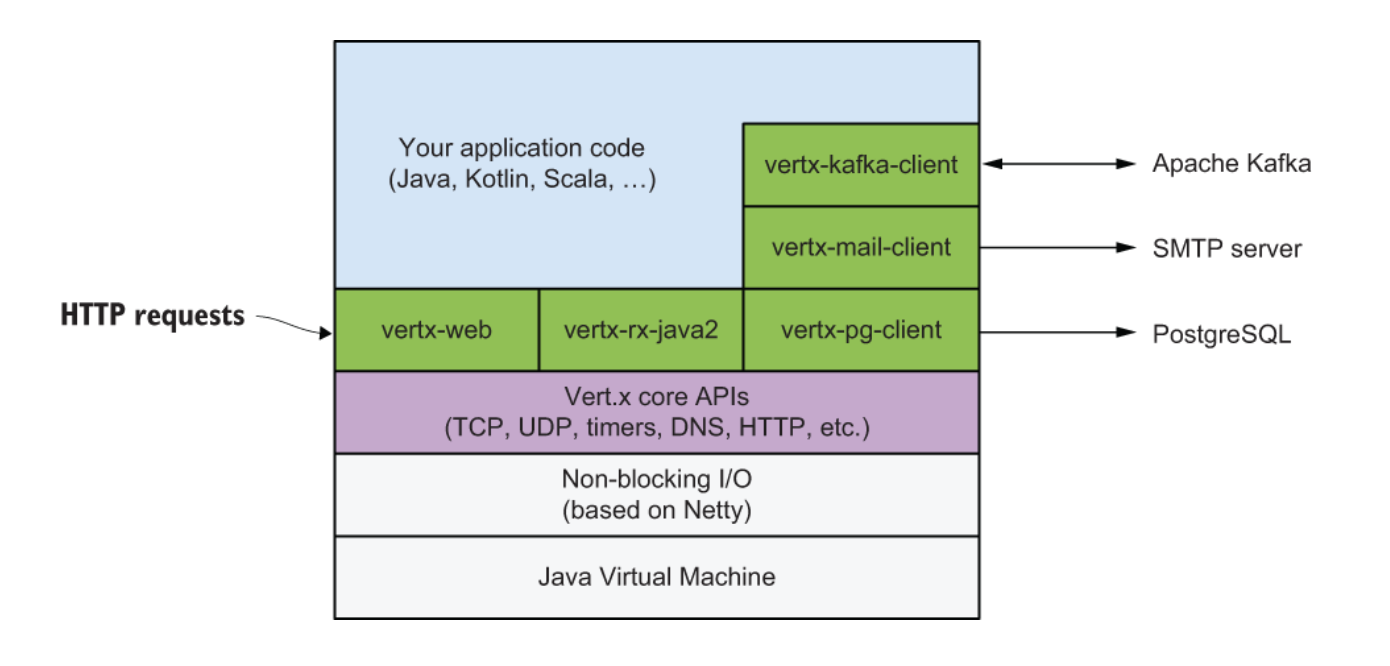 Your application code
(Java, Kotlin, Scala, …)
vertx-kafka-client
Apache Kafka
vertx-mail-client
SMTP server
HTTP requests
vertx-web
vertx-rx-java2
vertx-pg-client
PostgreSQL
Vert.x core APIs
(TCP, UDP, timers, DNS, HTTP, etc.)
Non-blocking I/O
(based on Netty)
Java Virtual Machine